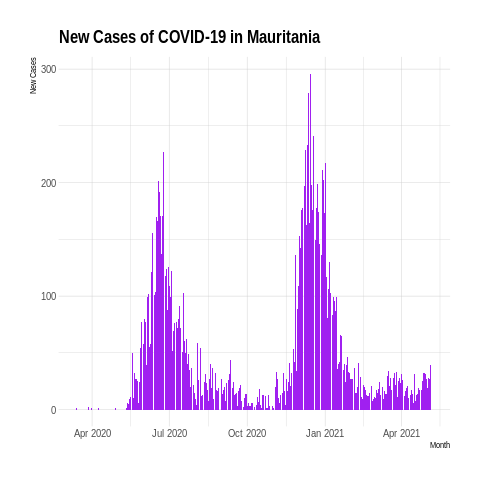 New Cases of COVID-19 in Mauritania
New Cases
300
200
100
0
Apr 2020 Jul 2020 Oct 2020 Jan 2021 Apr 2021
Month